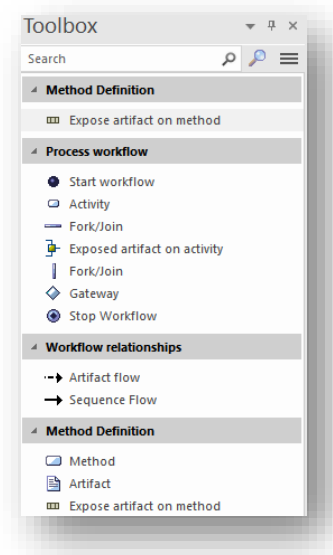 Toolbox
Search
Method Definition
Expose artifact on method
Process workflow
Start workflow
Activity
Fork/Join
Exposed artifact on activity
Fork/Join
Gateway
Stop Workflow
Workflow relationships
Artifact flow
Sequence Flow
Method Definition
Method
Artifact
Expose artifact on method